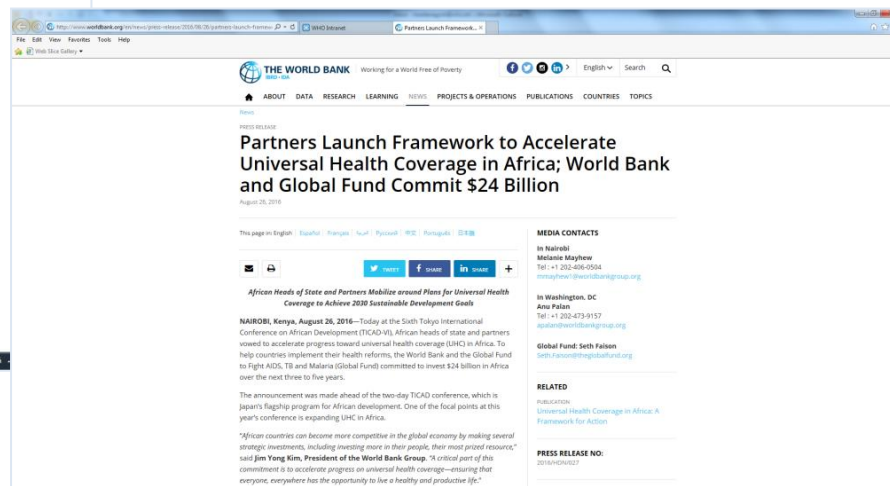 http://www.worldbank.org/en/news/press-release/2016/08/26/partners-launch-framew
WHO Intranet
Partners Launch Framework...
File Edit View Favorites Tools Help
Web Slice Gallery
THE WORLD BANK
IBRD • IDA
Working for a World Free of Poverty
English
Search
ABOUT DATA RESEARCH LEARNING NEWS PROJECTS & OPERATIONS PUBLICATIONS COUNTRIES TOPICS
News
PRESS RELEASE
Partners Launch Framework to Accelerate
Universal Health Coverage in Africa; World Bank
and Global Fund Commit $24 Billion
August 26, 2016
This page in English Español Français العربية Русский 中文 Português 日本語
TWEET SHARE SHARE
African Heads of State and Partners Mobilize around Plans for Universal Health
Coverage to Achieve 2030 Sustainable Development Goals
NAIROBI, Kenya, August 26, 2016—Today at the Sixth Tokyo International
Conference on African Development (TICAD-VI), African heads of state and partners
vowed to accelerate progress toward universal health coverage (UHC) in Africa. To
help countries implement their health reforms, the World Bank and the Global Fund
to Fight AIDS, TB and Malaria (Global Fund) committed to invest $24 billion in Africa
over the next three to five years.
The announcement was made ahead of the two-day TICAD conference, which is
Japan's flagship program for African development. One of the focal points at this
year's conference is expanding UHC in Africa.
"African countries can become more competitive in the global economy by making several
strategic investments, including investing more in their people, their most prized resource,"
said Jim Yong Kim, President of the World Bank Group. "A critical part of this
commitment is to accelerate progress on universal health coverage—ensuring that
everyone, everywhere has the opportunity to live a healthy and productive life."
MEDIA CONTACTS
In Nairobi
Melanie Mayhew
Tel : +1 202-406-0504
mmayhew1@worldbankgroup.org
In Washington, DC
Anu Palan
Tel : +1 202-473-9157
apalan@worldbankgroup.org
Global Fund: Seth Faison
Seth.Faison@theglobalfund.org
RELATED
PUBLICATION
Universal Health Coverage in Africa: A
Framework for Action
PRESS RELEASE NO:
2016/HDN/027